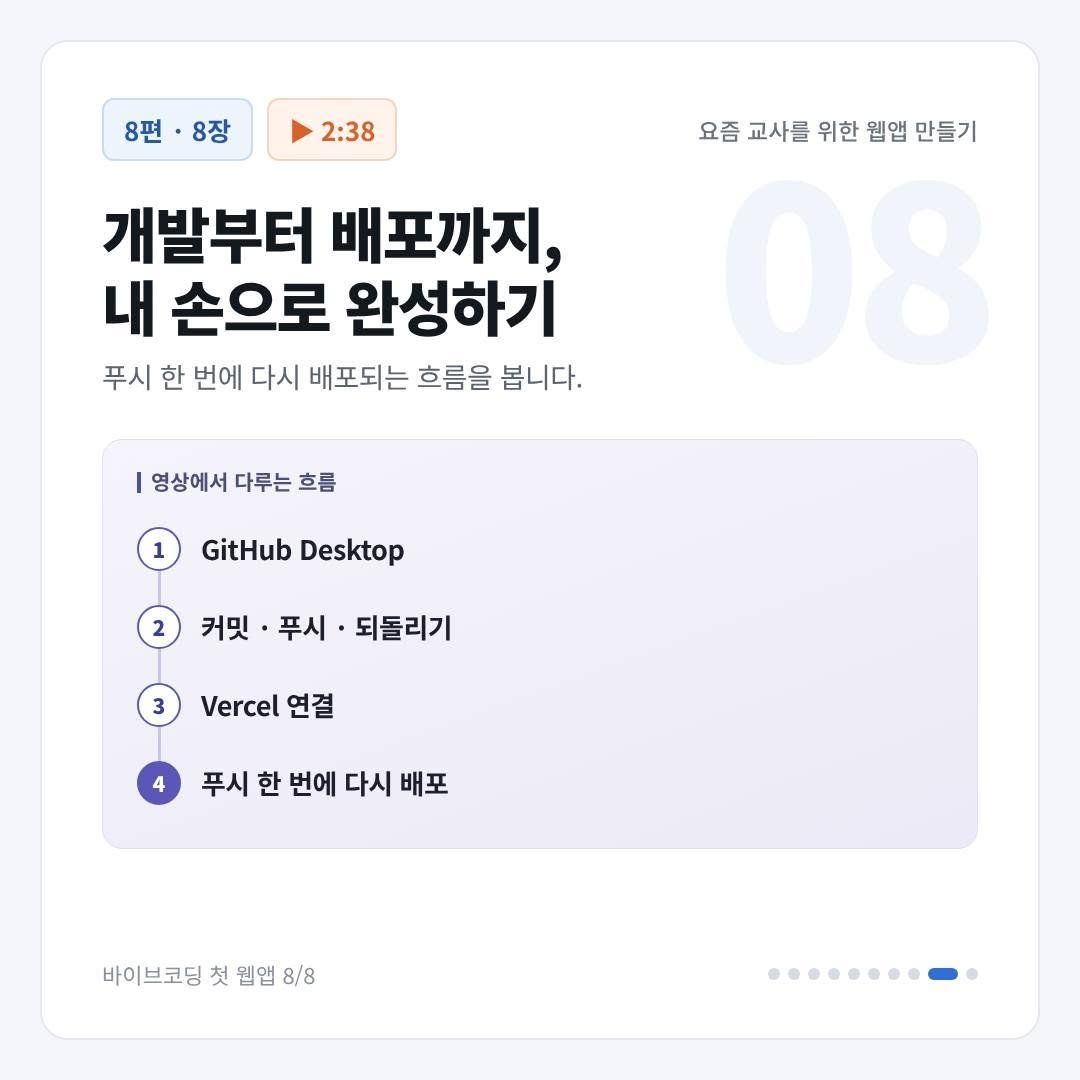 8편 · 8장
▶ 2:38
요즘 교사를 위한 웹앱 만들기
08
개발부터 배포까지,
내 손으로 완성하기
푸시 한 번에 다시 배포되는 흐름을 봅니다.
영상에서 다루는 흐름
1 GitHub Desktop
2 커밋 · 푸시 · 되돌리기
3 Vercel 연결
4 푸시 한 번에 다시 배포
바이브코딩 첫 웹앱 8/8